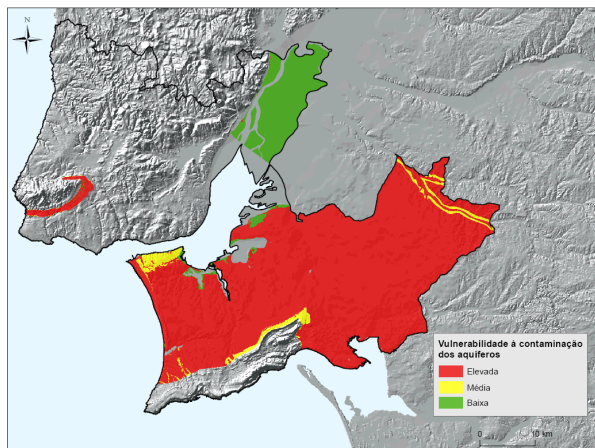 N
Vulnerabilidade à contaminação
dos aquíferos
Elevada
Média
Baixa
0 10 km